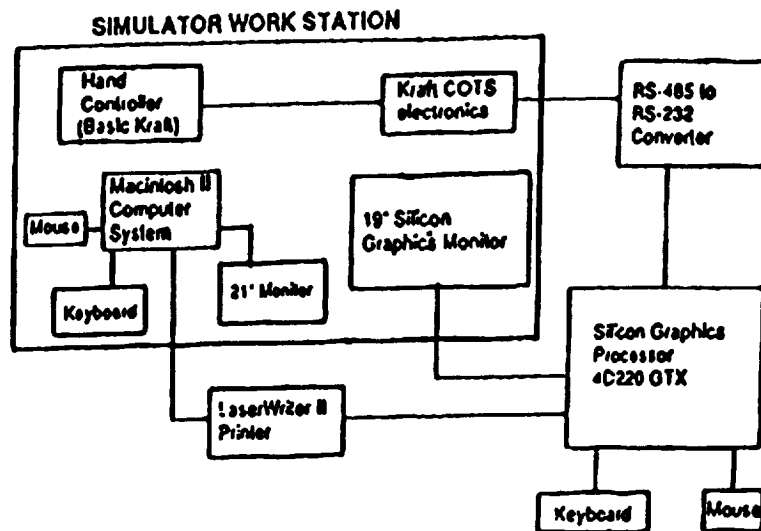 SIMULATOR WORK STATION
Hand
Controller
(Basic Kraft)
Kraft COTS
electronics
RS-485 to
RS-232
Converter
Macintosh II
Computer
System
Mouse
Keyboard
21" Monitor
19" Silicon
Graphics Monitor
Silicon Graphics
Processor
4D220 GTX
LaserWriter II
Printer
Keyboard
Mouse